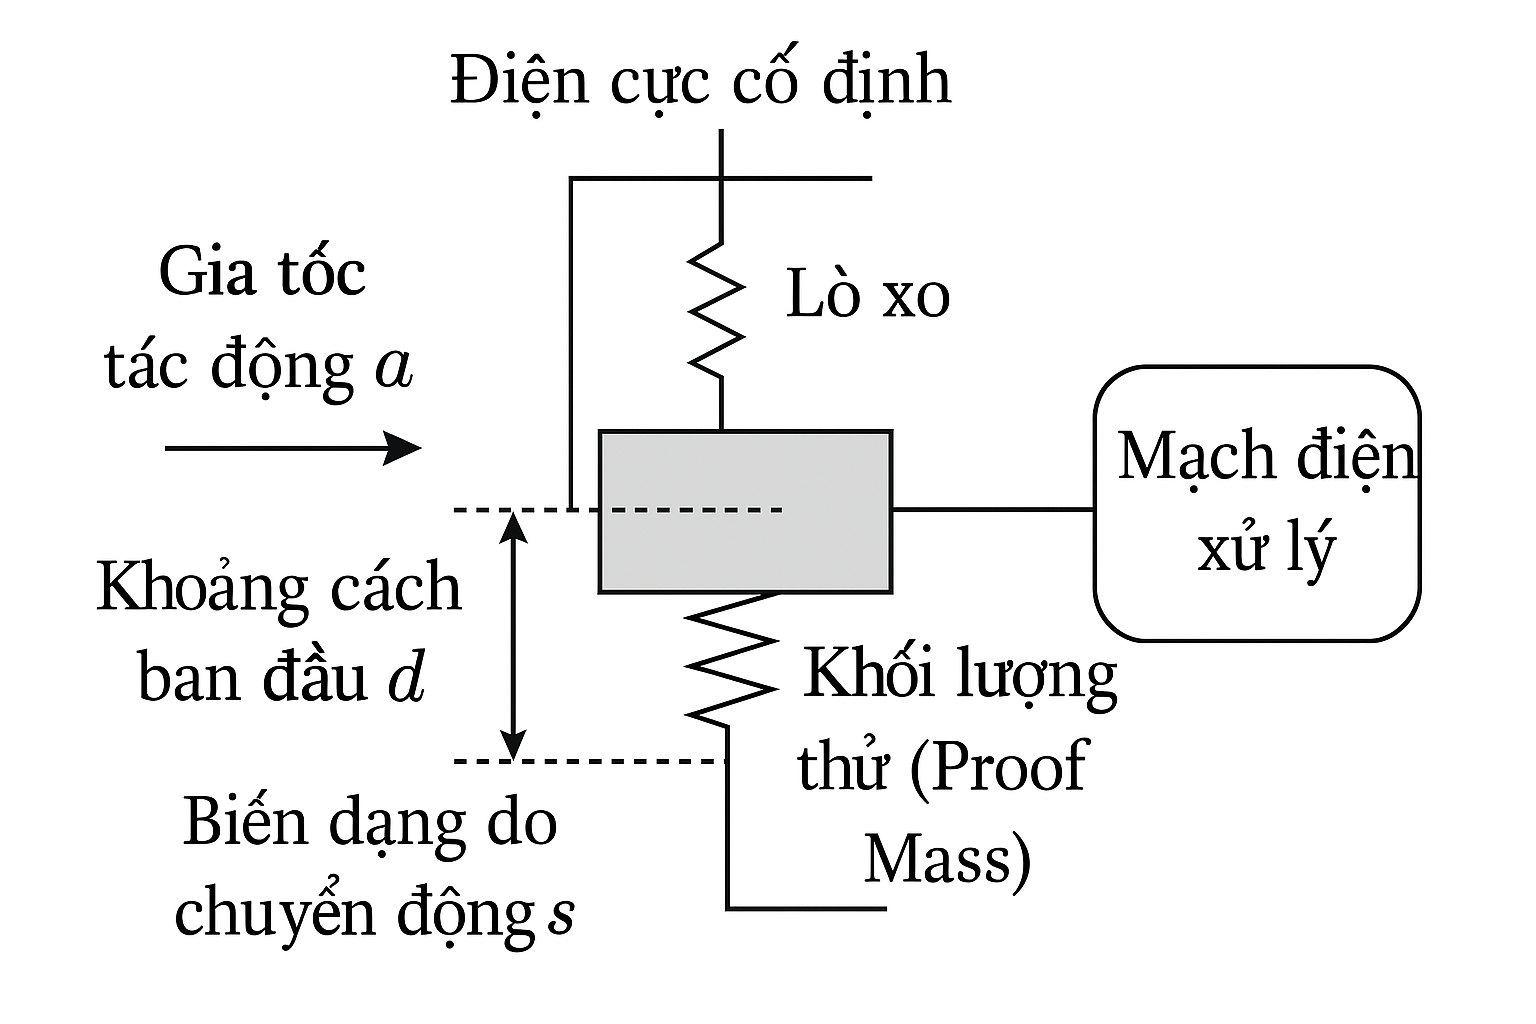 Điện cực cố định
Gia tốc
tác động a
Lò xo
Mạch điện
xử lý
Khoảng cách
ban đầu d
Khối lượng
thử (Proof
Mass)
Biến dạng do
chuyển động s